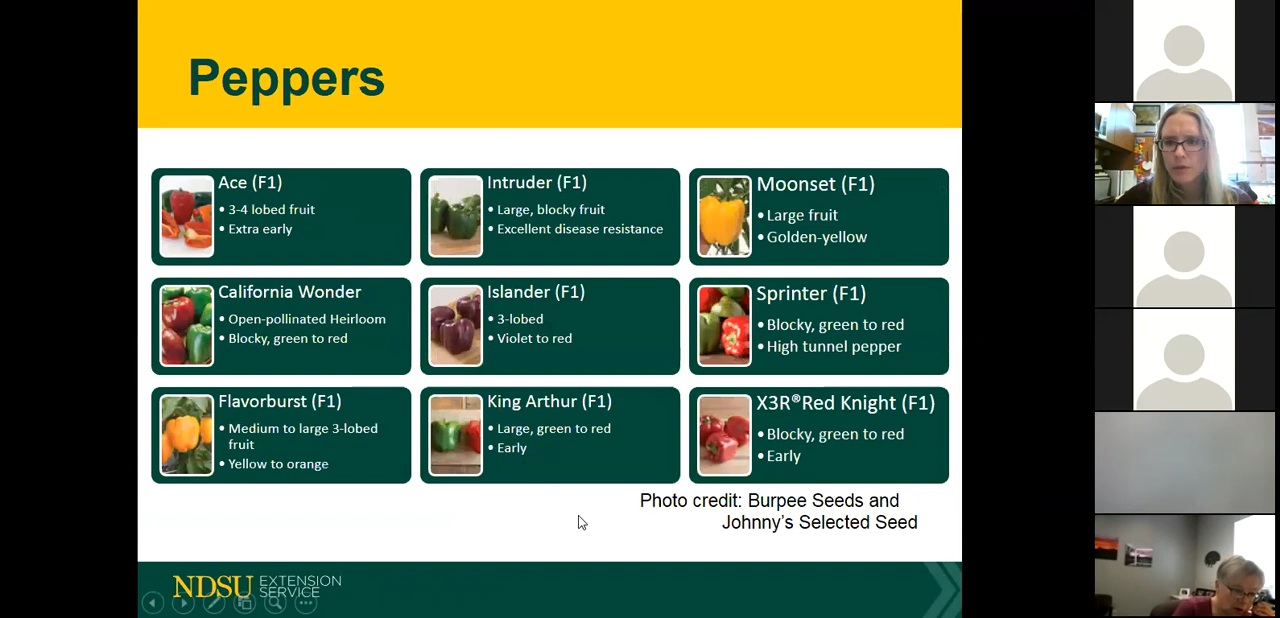 Peppers
Ace (F1)
• 3-4 lobed fruit
• Extra early
Intruder (F1)
• Large, blocky fruit
• Excellent disease resistance
Moonset (F1)
• Large fruit
• Golden-yellow
California Wonder
• Open-pollinated Heirloom
• Blocky, green to red
Islander (F1)
• 3-lobed
• Violet to red
Sprinter (F1)
• Blocky, green to red
• High tunnel pepper
Flavorburst (F1)
• Medium to large 3-lobed
fruit
• Yellow to orange
King Arthur (F1)
• Large, green to red
• Early
X3R®Red Knight (F1)
• Blocky, green to red
• Early
Photo credit: Burpee Seeds and
Johnny's Selected Seed
NDSU EXTENSION
SERVICE